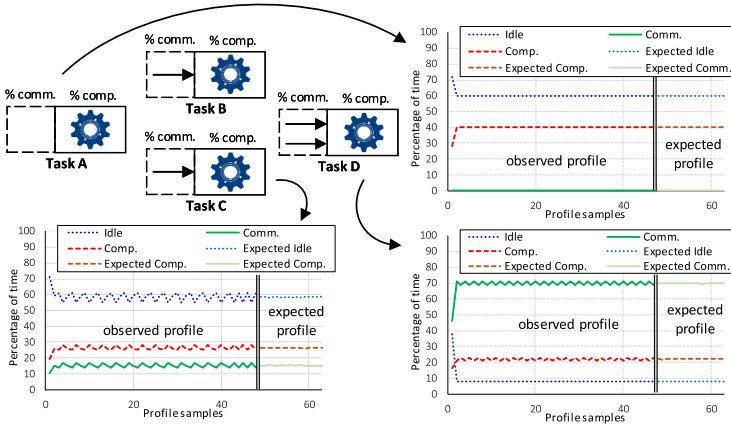 % comm. % comp.
Task B
% comm. % comp.
Task A
% comm. % comp.
Task D
% comm. % comp.
Task C
Percentage of time
100
90
80
70
60
50
40
30
20
10
0
Idle
Comm.
Comp.
Expected Idle
Expected Comp.
Expected Comm.
observed profile
expected
profile
0
20
40
60
Profile samples
Percentage of time
100
90
80
70
60
50
40
30
20
10
0
Idle
Comm.
Comp.
Expected Idle
Expected Comp.
Expected Comp.
observed profile
expected
profile
0
20
40
60
Profile samples
Percentage of time
100
90
80
70
60
50
40
30
20
10
0
Idle
Comm.
Comp.
Expected Idle
Expected Comp.
Expected Comm.
observed profile
expected
profile
0
20
40
60
Profile samples